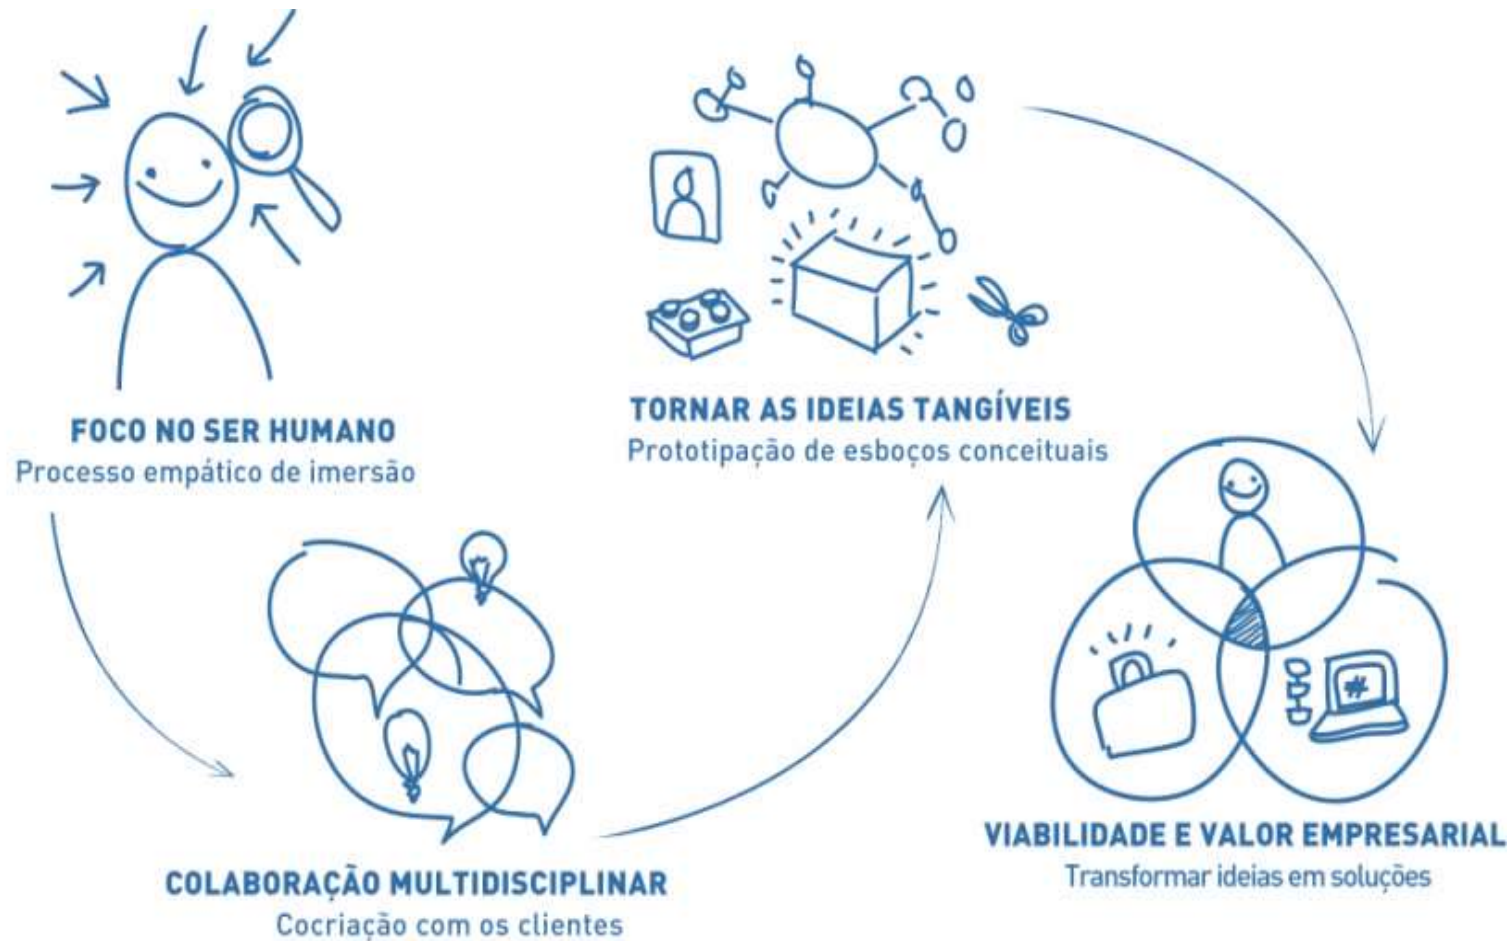 FOCO NO SER HUMANO
Processo empático de imersão
COLABORAÇÃO MULTIDISCIPLINAR
Cocriação com os clientes
TORNAR AS IDEIAS TANGÍVEIS
Prototipação de esboços conceituais
#
VIABILIDADE E VALOR EMPRESARIAL
Transformar ideias em soluções